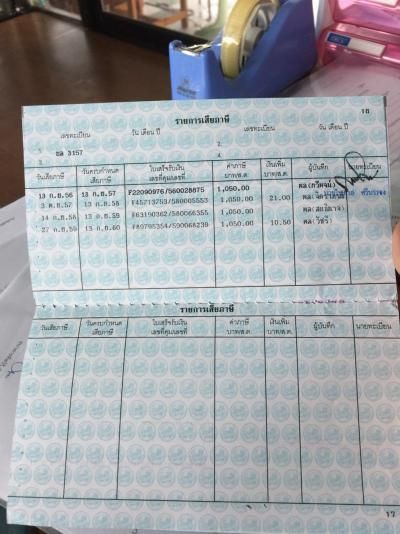 18
รายการเสียภาษี
เลขทะเบียน วัน เดือน ปี เลขทะเบียน วัน เดือน ปี
1. ธล 3157 2.
3. 4.
วันเสียภาษี วันครบกำหนดเสียภาษี ใบเสร็จรับเงินเลขที่คุมเลขที่ ค่าภาษี บาท/ส.ต. เงินเพิ่ม บาท/ส.ต. ผู้บันทึก นายทะเบียน
13 ก.ย.56 13 ก.ย.57 F22090976/560028875 1,050.00
3 ต.ย.57 13 ก.ย.58 F45713753/580005553 1,050.00 21.00
14 ก.ย.58 13 ก.ย.59 F63190362/580066355 1,050.00
27 ก.ย.59 13 ก.ย.60 F89795354/590068239 1,050.00 10.50
รายการเสียภาษี
วันเสียภาษี วันครบกำหนดเสียภาษี ใบเสร็จรับเงินเลขที่คุมเลขที่ ค่าภาษี บาท/ส.ต. เงินเพิ่ม บาท/ส.ต. ผู้บันทึก นายทะเบียน
17